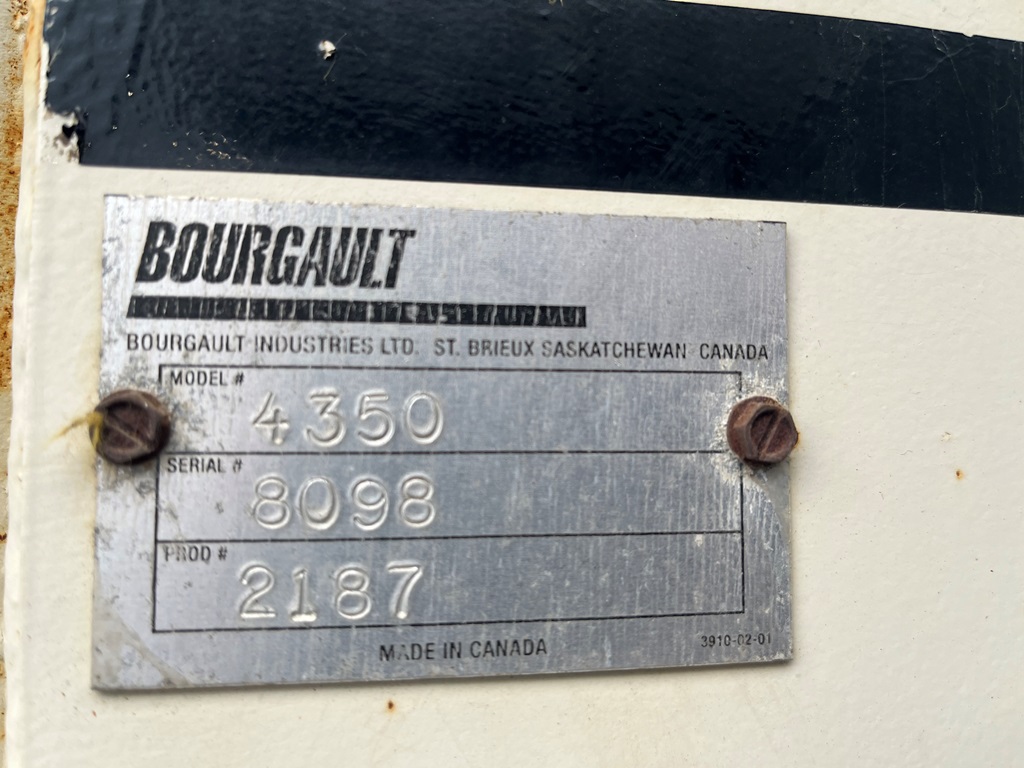 BOURGAULT
BOURGAULT INDUSTRIES LTD. ST. BRIEUX SASKATCHEWAN CANADA
MODEL #
4350
SERIAL #
8098
PROD #
2187
MADE IN CANADA
3910-02-01